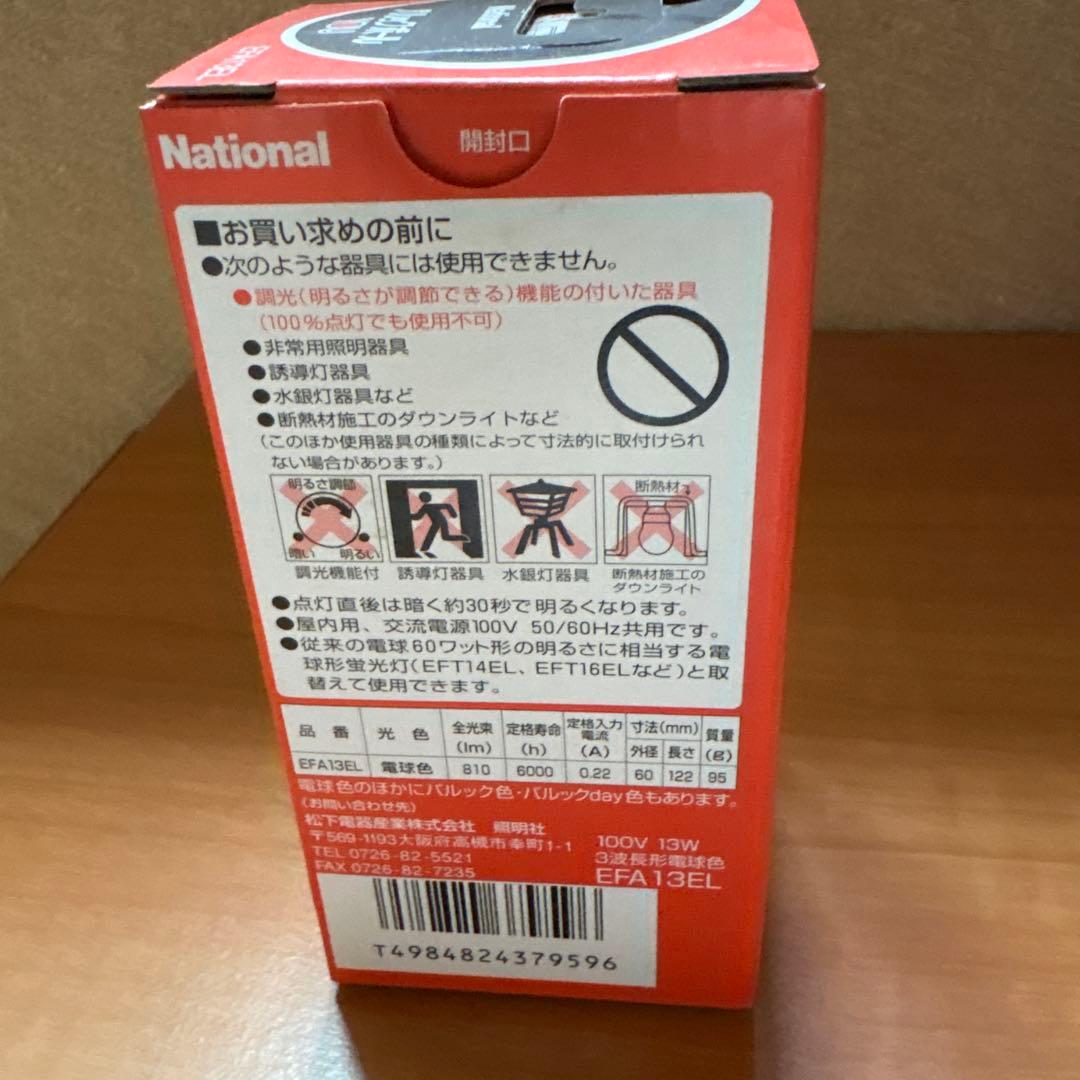 National
EFA13EL
National
開封口
■お買い求めの前に
●次のような器具には使用できません。
●調光(明るさが調節できる)機能の付いた器具
(100%点灯でも使用不可)
●非常用照明器具
●誘導灯器具
●水銀灯器具など
●断熱材施工のダウンライトなど
(このほか使用器具の種類によって寸法的に取付けられ
ない場合があります。)
明るさ調節
暗い 明るい
断熱材
調光機能付 誘導灯器具 水銀灯器具 断熱材施工の
ダウンライト
●点灯直後は暗く約30秒で明るくなります。
●屋内用、交流電源100V 50/60Hz共用です。
●従来の電球60ワット形の明るさに相当する電
球形蛍光灯(EFT14EL、EFT16ELなど)と取
替えて使用できます。
品番 光色 全光束(lm) 定格寿命(h) 定格入力電流(A) 寸法(mm) 外径 長さ 質量(g)
EFA13EL 電球色 810 6000 0.22 60 122 95
電球色のほかにパルック色・パルックday色もあります。
(お問い合わせ先)
松下電器産業株式会社 照明社
〒569-1193大阪府高槻市幸町1-1
TEL 0726-82-5521
FAX 0726-82-7235
100V 13W
3波長形電球色
EFA13EL
T4984824379596